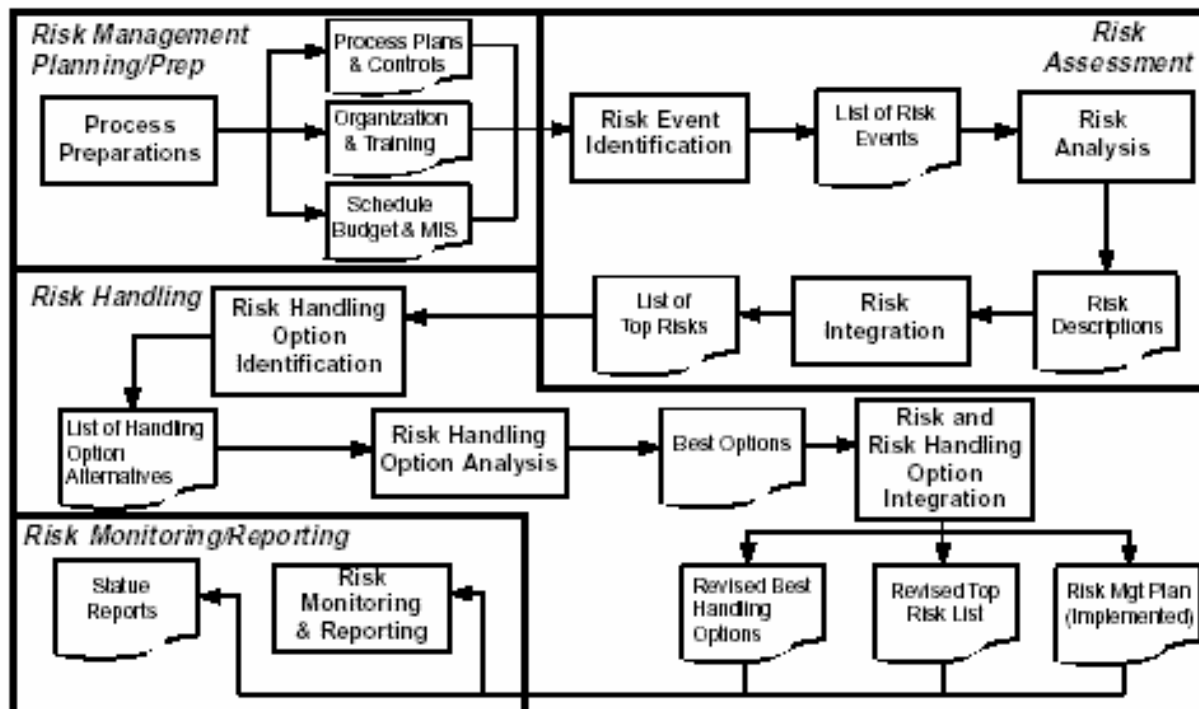 Risk Management
Planning/Prep
Process
Preparations
Process Plans
& Controls
Organization
& Training
Schedule
Budget & MIS
Risk
Assessment
Risk Event
Identification
List of Risk
Events
Risk
Analysis
Risk
Descriptions
Risk
Integration
List of
Top Risks
Risk Handling
Risk Handling
Option
Identification
List of Handling
Option
Alternatives
Risk Handling
Option Analysis
Best Options
Risk and
Risk Handling
Option
Integration
Revised Best
Handling
Options
Revised Top
Risk List
Risk Mgt Plan
(Implemented)
Risk Monitoring/Reporting
Statue
Reports
Risk
Monitoring
& Reporting